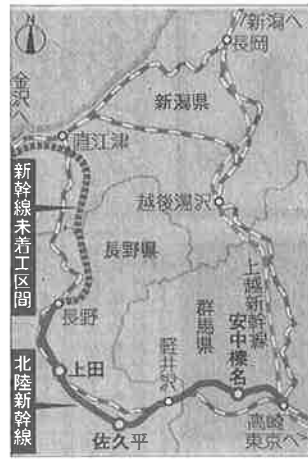 新潟へ
長岡
金沢へ
新潟県
直江津
新幹線未着工区間
越後湯沢
長野県
上越新幹線
群馬県
安中榛名
長野
軽井沢
上田
北陸新幹線
佐久平
高崎
東京へ